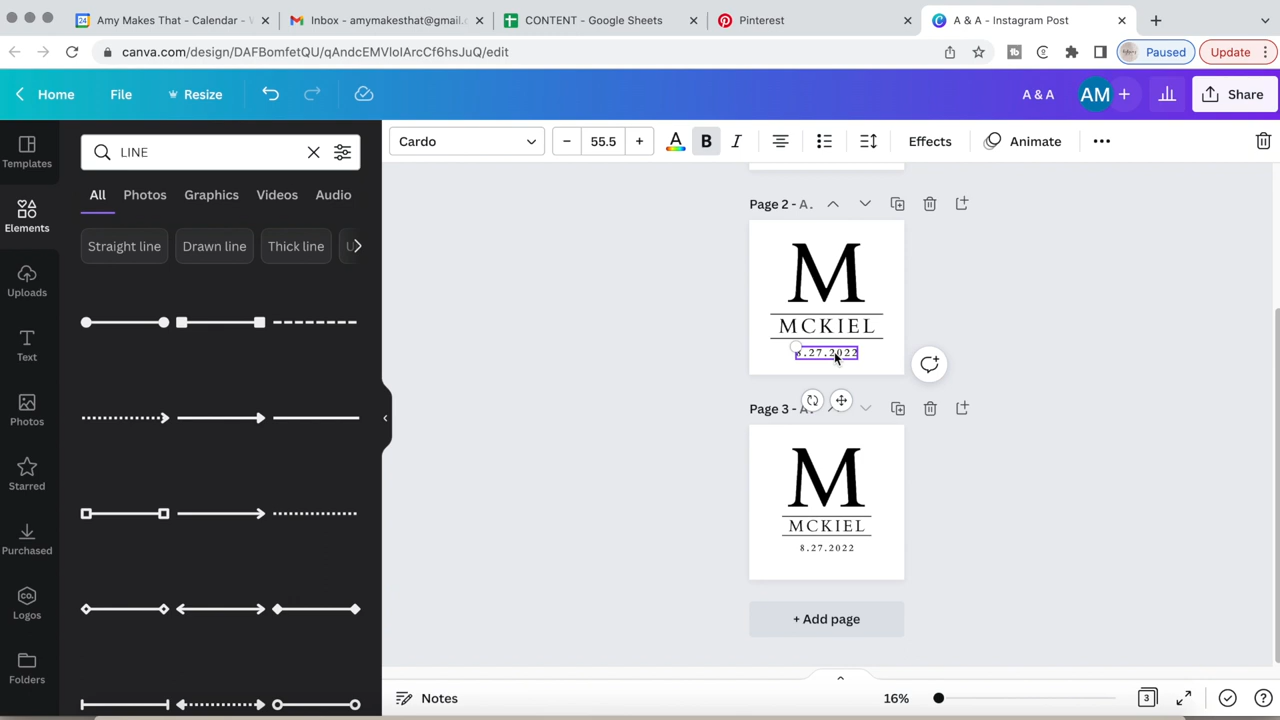 Amy Makes That - Calendar -
Inbox - amymakesthat@gmail.c
CONTENT - Google Sheets
Pinterest
A & A - Instagram Post
canva.com/design/DAFBomfetQU/qAndcEMVIoIArcCf6hsJuQ/edit
Paused
Update
Home
File
Resize
A & A
AM
Share
Templates
Elements
Uploads
Text
Photos
Starred
Purchased
CO.
Logos
Folders
LINE
All
Photos
Graphics
Videos
Audio
Straight line
Drawn line
Thick line
Cardo
55.5
A
B
I
Effects
Animate
Page 2 - A.
M
MCKIEL
8.27.2022
Page 3 - A
M
MCKIEL
8.27.2022
+ Add page
Notes
16%
3